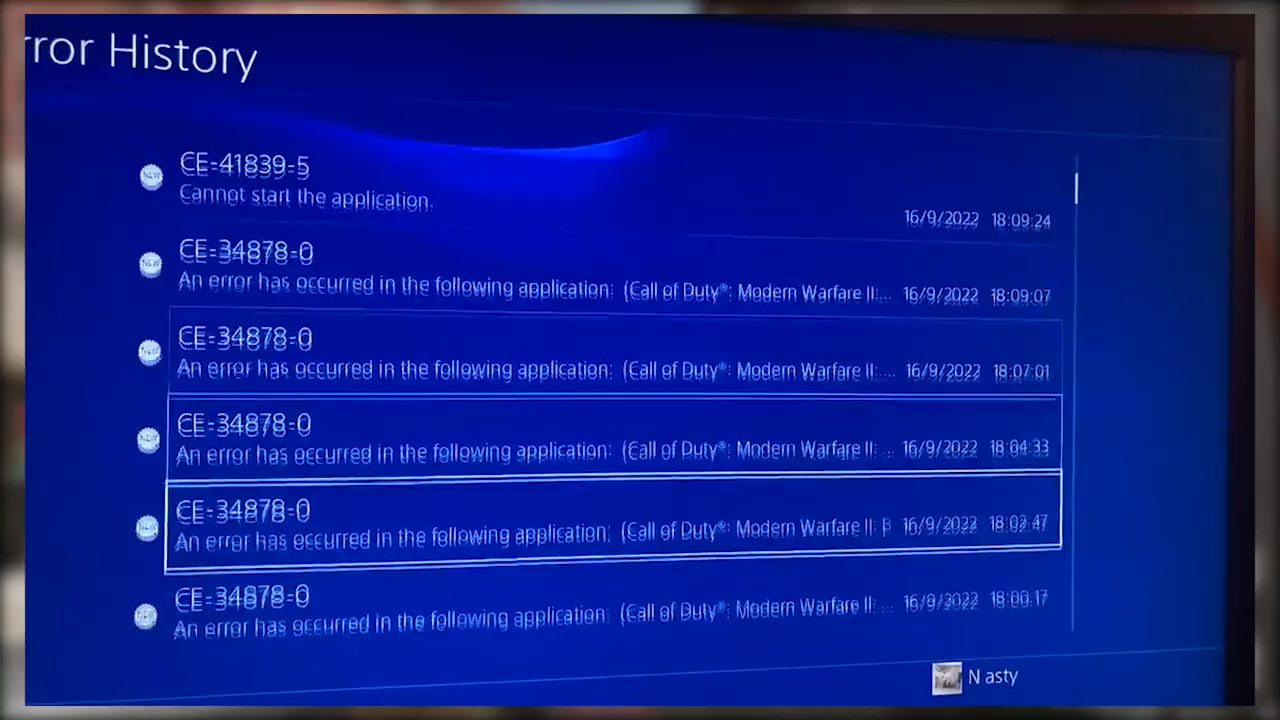 rror History
CE-41839-5
Cannot start the application.
16/9/2022 18:09:24
CE-34878-0
An error has occurred in the following application: (Call of Duty®: Modern Warfare II:... 16/9/2022 18:09:07
CE-34878-0
An error has occurred in the following application: (Call of Duty®: Modern Warfare II:... 16/9/2022 18:07:01
CE-34878-0
An error has occurred in the following application: (Call of Duty®: Modern Warfare II: ... 16/9/2022 18:04:33
CE-34878-0
An error has occurred in the following application: (Call of Duty®: Modern Warfare II: 16/9/2022 18:02:47
CE-34878-0
An error has occurred in the following application: (Call of Duty®: Modern Warfare II: ... 16/9/2022 18:00:17
N asty